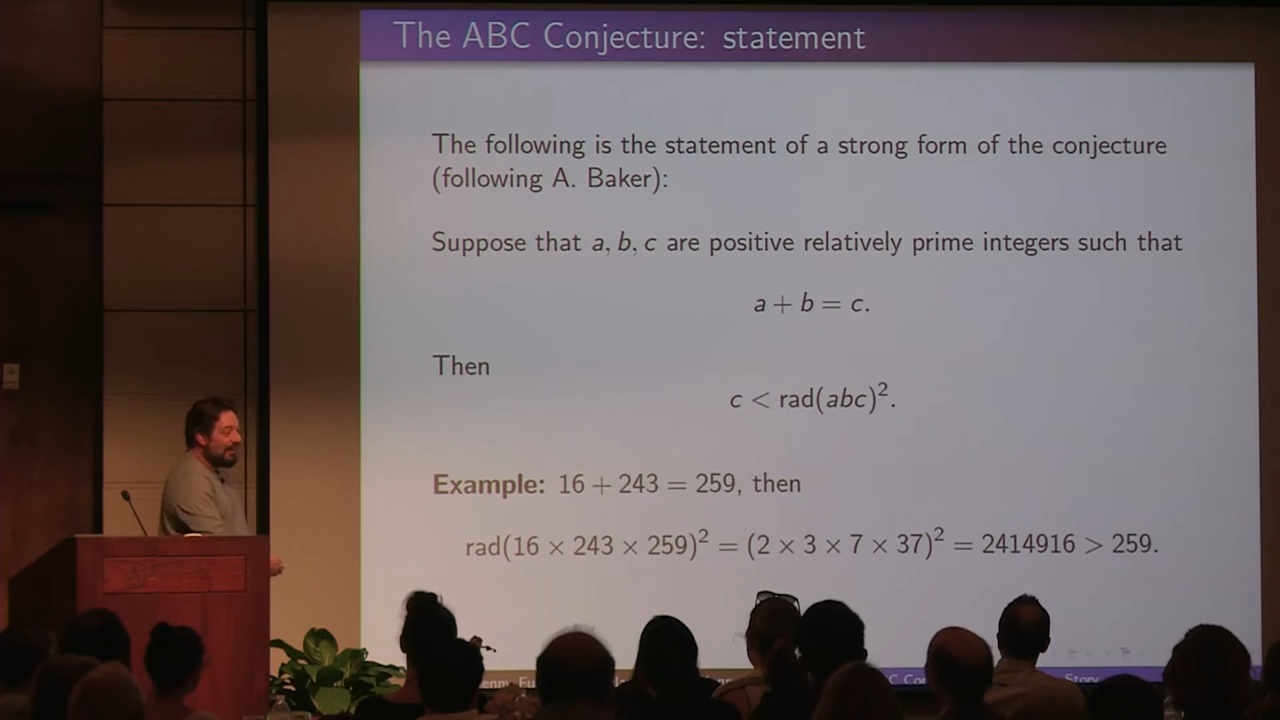 The ABC Conjecture: statement
The following is the statement of a strong form of the conjecture
(following A. Baker):
Suppose that a, b, c are positive relatively prime integers such that
a + b = c.
Then
c < rad(abc)².
Example: 16 + 243 = 259, then
rad(16 × 243 × 259)² = (2 × 3 × 7 × 37)² = 2414916 > 259.
Story